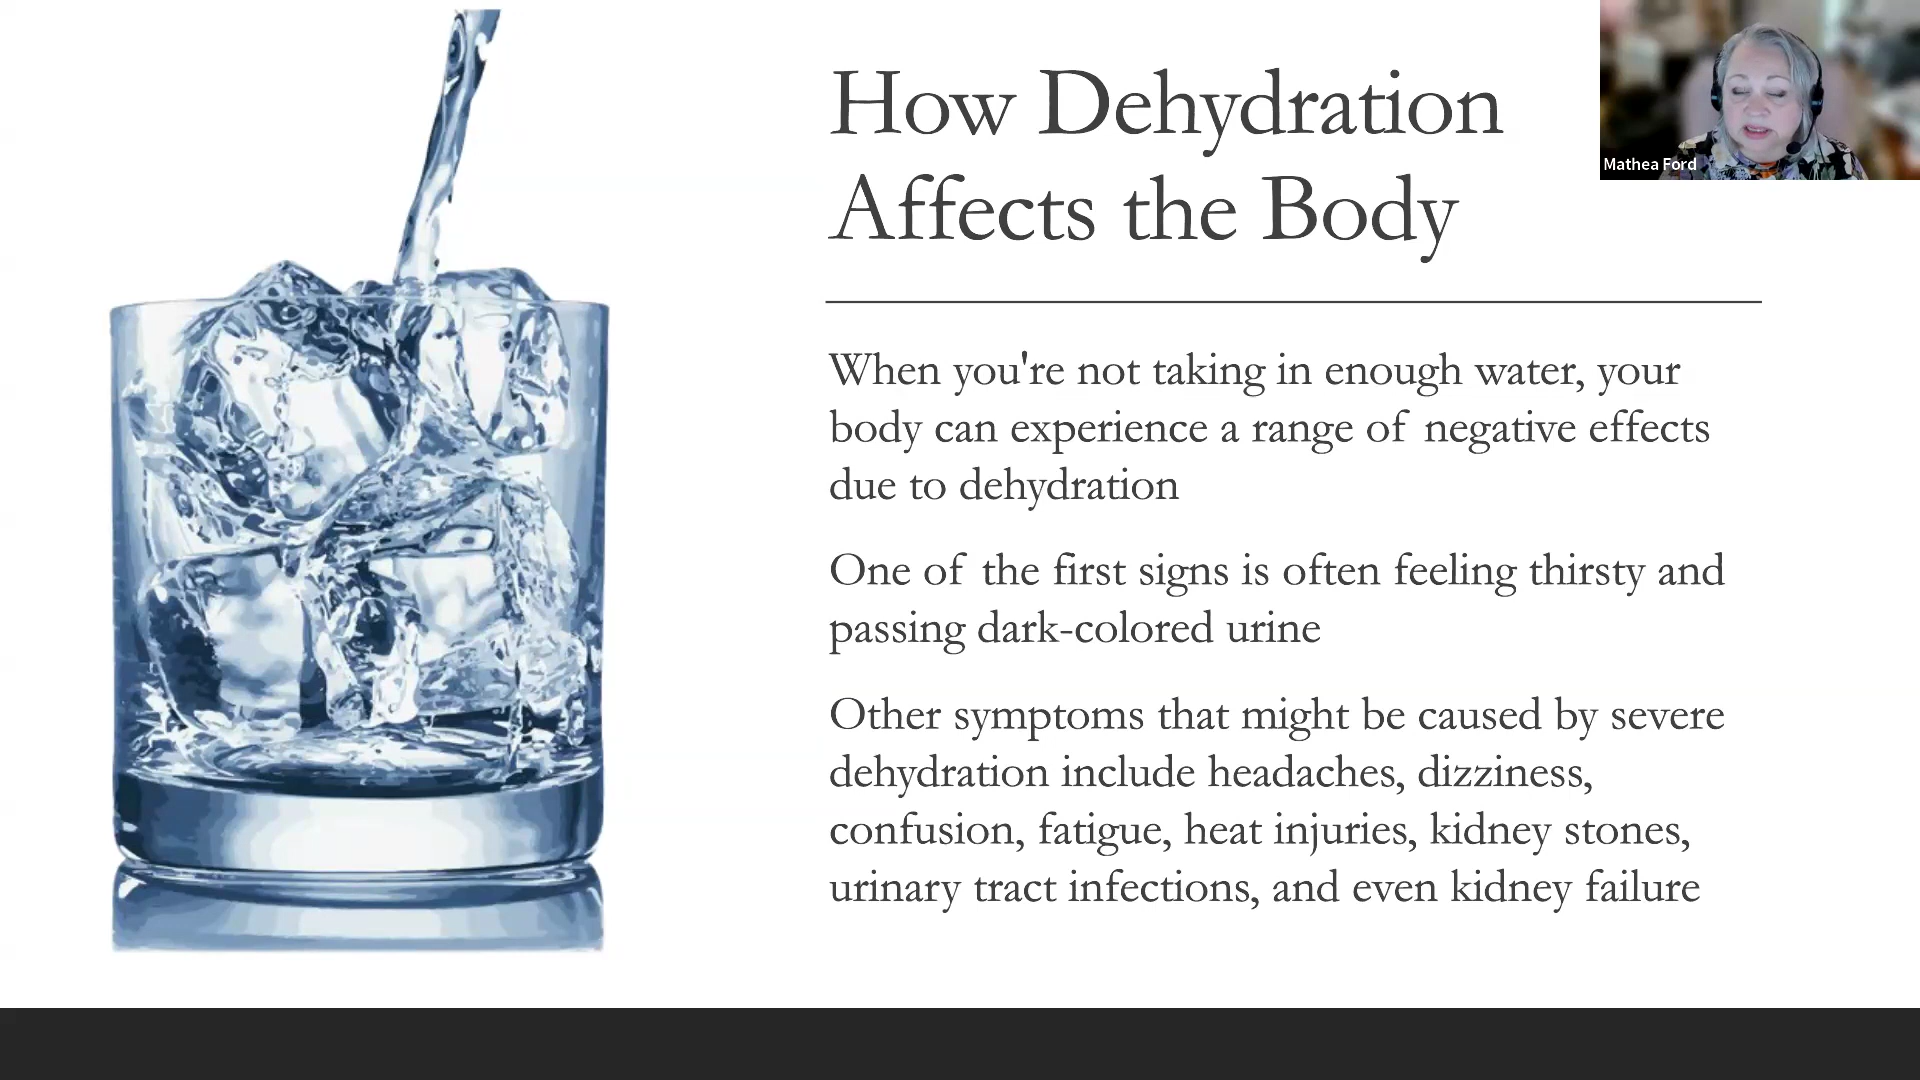 How Dehydration
Affects the Body
Mathea Ford
When you're not taking in enough water, your
body can experience a range of negative effects
due to dehydration
One of the first signs is often feeling thirsty and
passing dark-colored urine
Other symptoms that might be caused by severe
dehydration include headaches, dizziness,
confusion, fatigue, heat injuries, kidney stones,
urinary tract infections, and even kidney failure